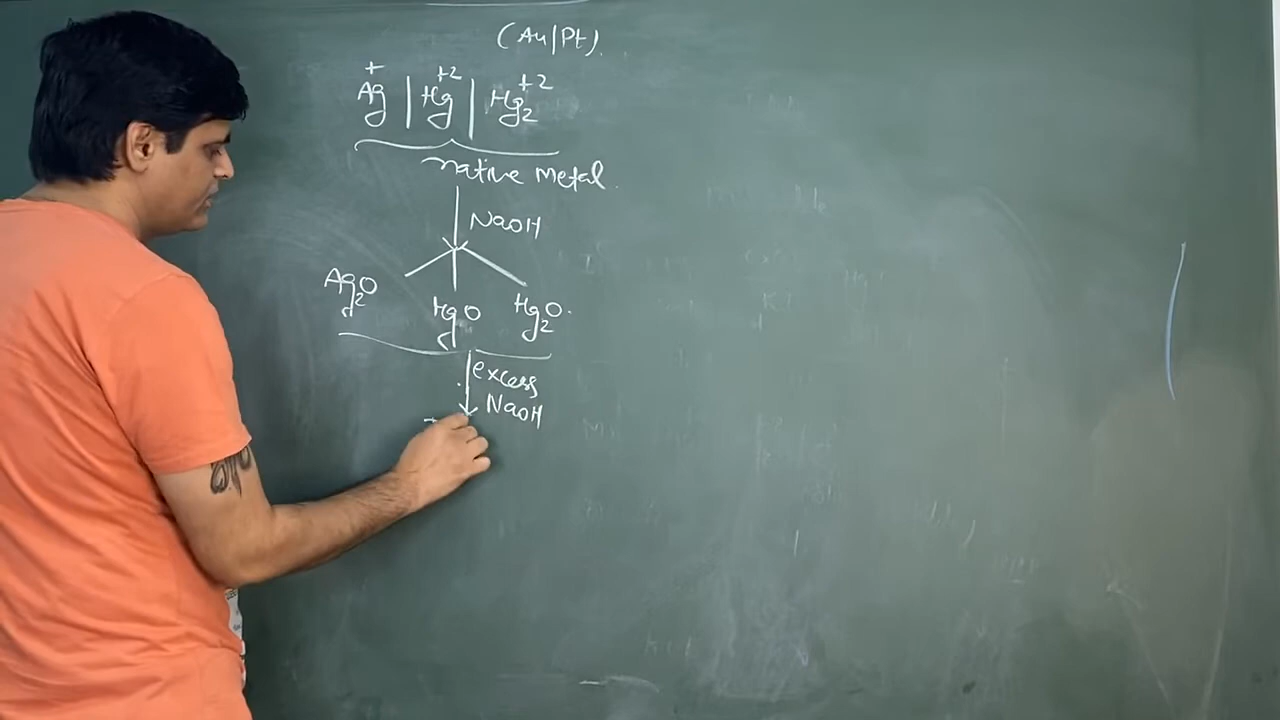 (Au/Pt).
Ag⁺ | Hg⁺² | Hg₂⁺²
native metal.
NaOH
Ag₂O HgO Hg₂O.
excess
NaOH